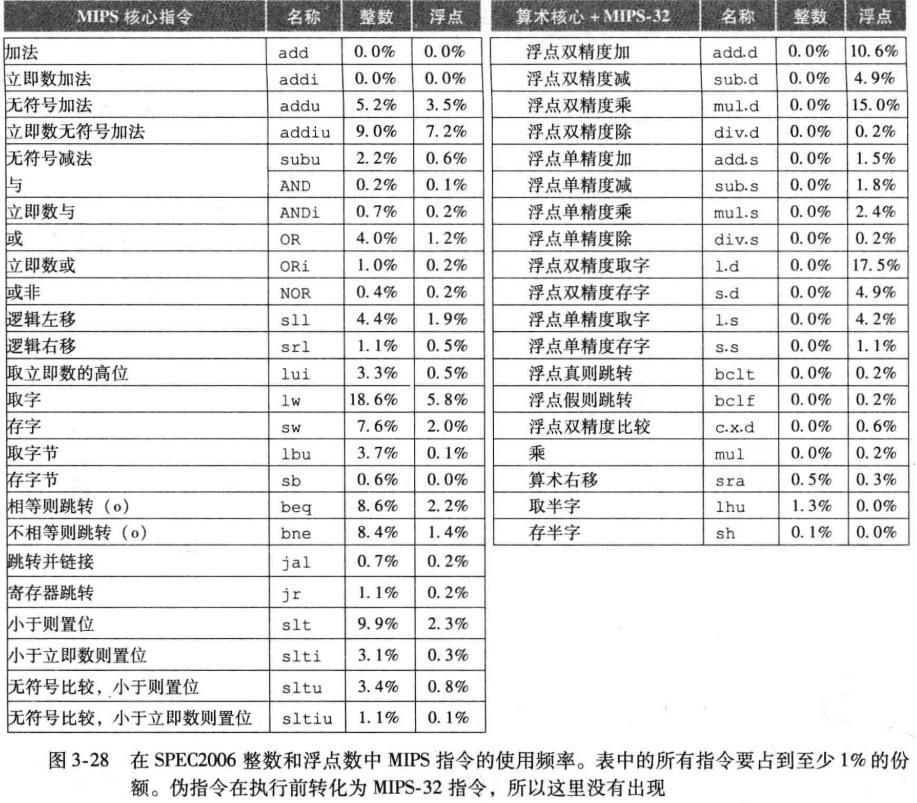 MIPS 核心指令 名称 整数 浮点
加法 add 0.0% 0.0%
立即数加法 addi 0.0% 0.0%
无符号加法 addu 5.2% 3.5%
立即数无符号加法 addiu 9.0% 7.2%
无符号减法 subu 2.2% 0.6%
与 AND 0.2% 0.1%
立即数与 ANDi 0.7% 0.2%
或 OR 4.0% 1.2%
立即数或 ORi 1.0% 0.2%
或非 NOR 0.4% 0.2%
逻辑左移 sll 4.4% 1.9%
逻辑右移 srl 1.1% 0.5%
取立即数的高位 lui 3.3% 0.5%
取字 lw 18.6% 5.8%
存字 sw 7.6% 2.0%
取字节 lbu 3.7% 0.1%
存字节 sb 0.6% 0.0%
相等则跳转（o） beq 8.6% 2.2%
不相等则跳转（o） bne 8.4% 1.4%
跳转并链接 jal 0.7% 0.2%
寄存器跳转 jr 1.1% 0.2%
小于则置位 slt 9.9% 2.3%
小于立即数则置位 slti 3.1% 0.3%
无符号比较，小于则置位 sltu 3.4% 0.8%
无符号比较，小于立即数则置位 sltiu 1.1% 0.1%
算术核心 + MIPS-32 名称 整数 浮点
浮点双精度加 add.d 0.0% 10.6%
浮点双精度减 sub.d 0.0% 4.9%
浮点双精度乘 mul.d 0.0% 15.0%
浮点双精度除 div.d 0.0% 0.2%
浮点单精度加 add.s 0.0% 1.5%
浮点单精度减 sub.s 0.0% 1.8%
浮点单精度乘 mul.s 0.0% 2.4%
浮点单精度除 div.s 0.0% 0.2%
浮点双精度取字 l.d 0.0% 17.5%
浮点双精度存字 s.d 0.0% 4.9%
浮点单精度取字 l.s 0.0% 4.2%
浮点单精度存字 s.s 0.0% 1.1%
浮点真则跳转 bclt 0.0% 0.2%
浮点假则跳转 bclf 0.0% 0.2%
浮点双精度比较 c.x.d 0.0% 0.6%
乘 mul 0.0% 0.2%
算术右移 sra 0.5% 0.3%
取半字 lhu 1.3% 0.0%
存半字 sh 0.1% 0.0%
图 3-28 在 SPEC2006 整数和浮点数中 MIPS 指令的使用频率。表中的所有指令要占到至少 1% 的份
额。伪指令在执行前转化为 MIPS-32 指令，所以这里没有出现